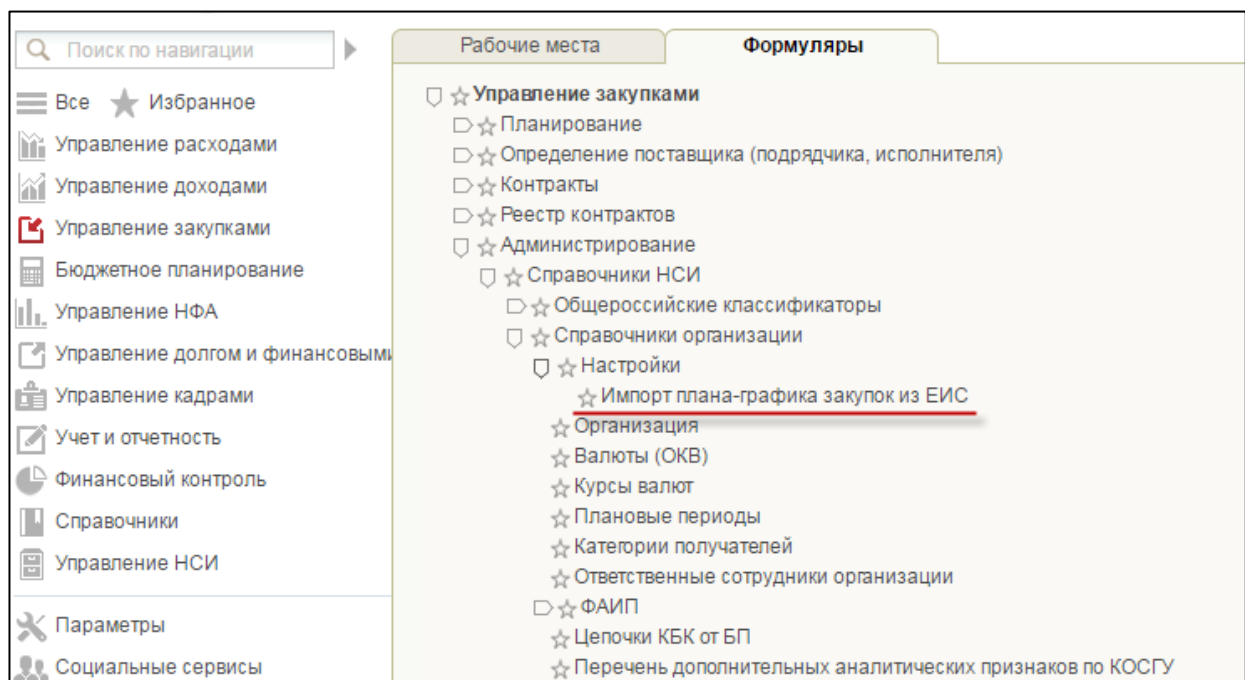 Поиск по навигации
Все Избранное
Управление расходами
Управление доходами
Управление закупками
Бюджетное планирование
Управление НФА
Управление долгом и финансовыми
Управление кадрами
Учет и отчетность
Финансовый контроль
Справочники
Управление НСИ
Параметры
Социальные сервисы
Рабочие места
Формуляры
Управление закупками
Планирование
Определение поставщика (подрядчика, исполнителя)
Контракты
Реестр контрактов
Администрирование
Справочники НСИ
Общероссийские классификаторы
Справочники организации
Настройки
Импорт плана-графика закупок из ЕИС
Организация
Валюты (ОКВ)
Курсы валют
Плановые периоды
Категории получателей
Ответственные сотрудники организации
ФАИП
Цепочки КБК от БП
Перечень дополнительных аналитических признаков по КОСГУ